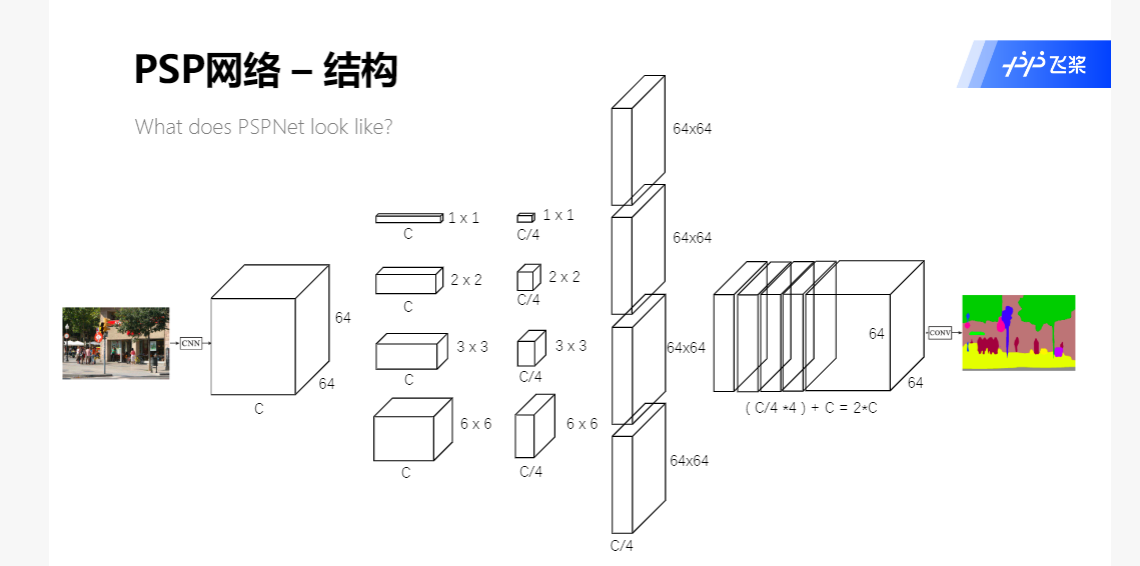 PSP网络 – 结构
飞桨
What does PSPNet look like?
64x64
1 x 1
C
1 x 1
C/4
64x64
2 x 2
C
2 x 2
C/4
CNN
64
64
C
3 x 3
C
3 x 3
C/4
64x64
6 x 6
C
6 x 6
C/4
64x64
C/4
64
64
( C/4 *4 ) + C = 2*C
CONV